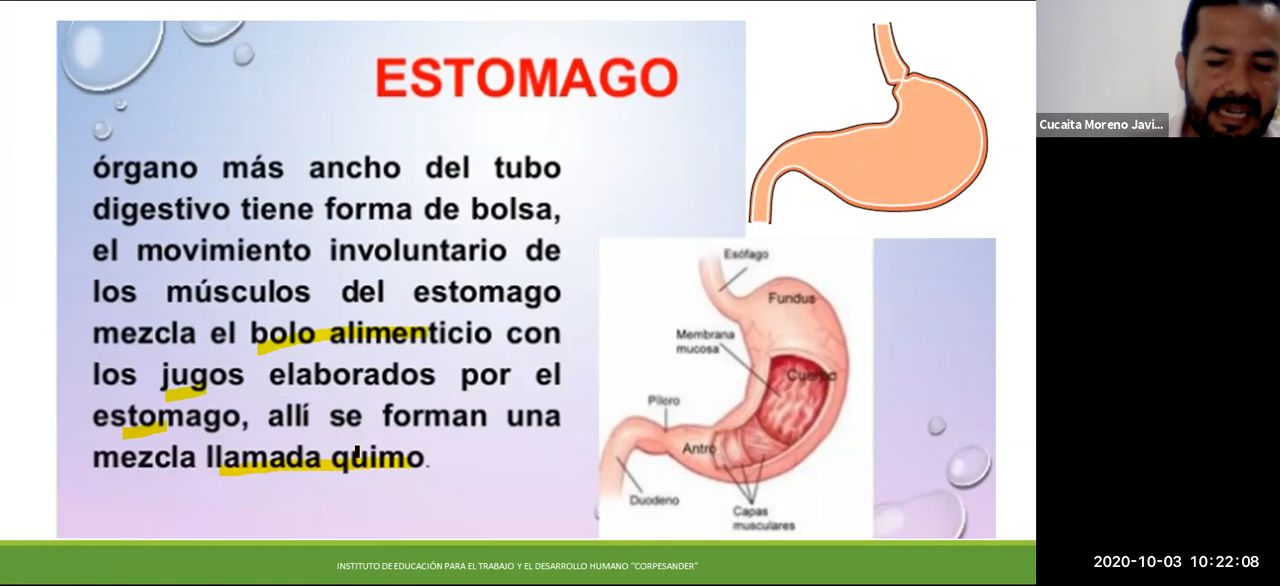 ESTOMAGO
órgano más ancho del tubo
digestivo tiene forma de bolsa,
el movimiento involuntario de
los músculos del estomago
mezcla el bolo alimenticio con
los jugos elaborados por el
estomago, allí se forman una
mezcla llamada quimo.
Esófago
Fundus
Membrana
mucosa
Cuerpo
Piloro
Antro
Duodeno
Capas
musculares
INSTITUTO DE EDUCACIÓN PARA EL TRABAJO Y EL DESARROLLO HUMANO "CORPESANDER"
Cucaita Moreno Javi...
2020-10-03 10:22:08